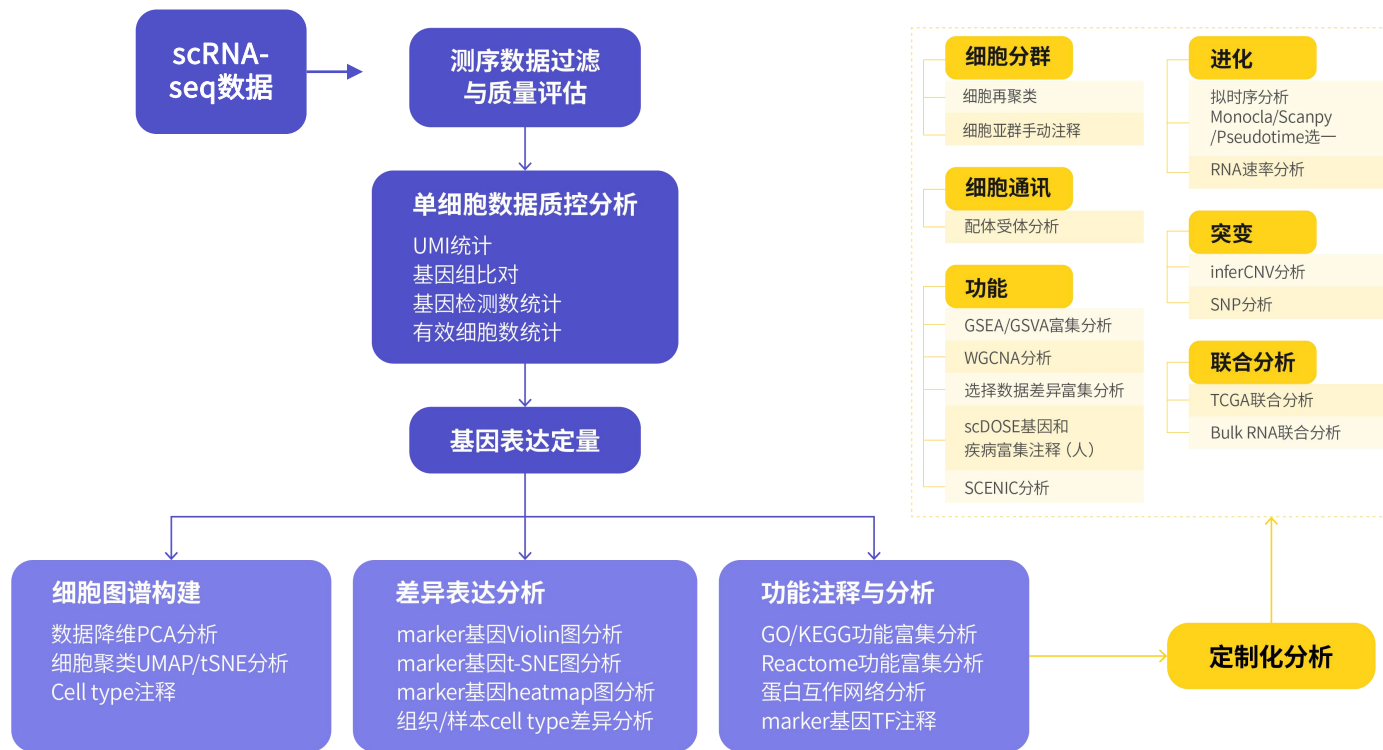 scRNA-
seq数据
测序数据过滤
与质量评估
单细胞数据质控分析
UMI统计
基因组比对
基因检测数统计
有效细胞数统计
基因表达定量
细胞图谱构建
数据降维PCA分析
细胞聚类UMAP/tSNE分析
Cell type注释
差异表达分析
marker基因Violin图分析
marker基因t-SNE图分析
marker基因heatmap图分析
组织/样本cell type差异分析
功能注释与分析
GO/KEGG功能富集分析
Reactome功能富集分析
蛋白互作网络分析
marker基因TF注释
定制化分析
细胞分群
细胞再聚类
细胞亚群手动注释
细胞通讯
配体受体分析
功能
GSEA/GSVA富集分析
WGCNA分析
选择数据差异富集分析
scDOSE基因和
疾病富集注释（人）
SCENIC分析
进化
拟时序分析
Monocla/Scanpy
/Pseudotime选一
RNA速率分析
突变
inferCNV分析
SNP分析
联合分析
TCGA联合分析
Bulk RNA联合分析